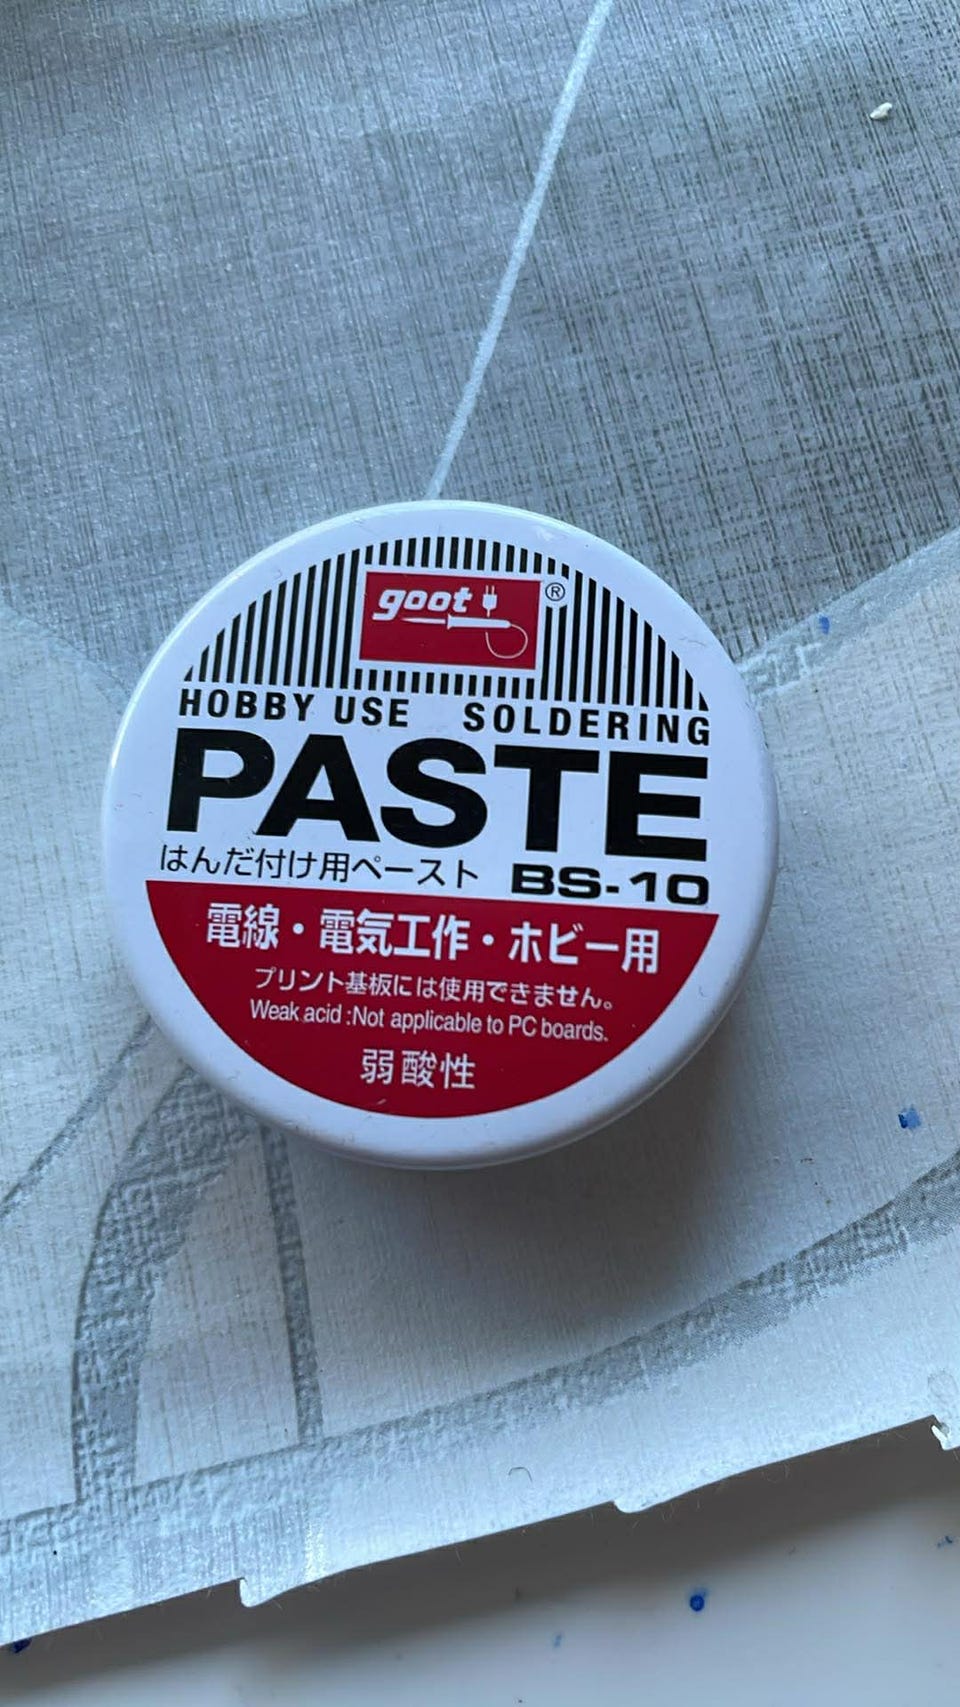 goot ®
HOBBY USE SOLDERING
PASTE
はんだ付け用ペースト BS-10
電線・電気工作・ホビー用
プリント基板には使用できません。
Weak acid :Not applicable to PC boards.
弱酸性